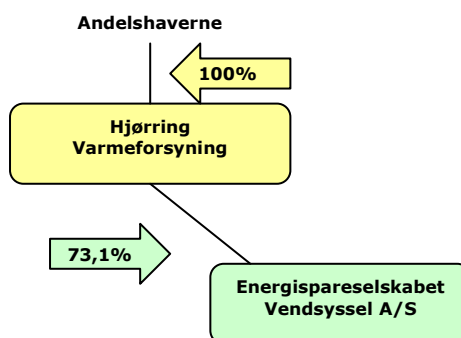 Andelshaverne
100%
Hjørring
Varmeforsyning
73,1%
Energispareselskabet
Vendsyssel A/S